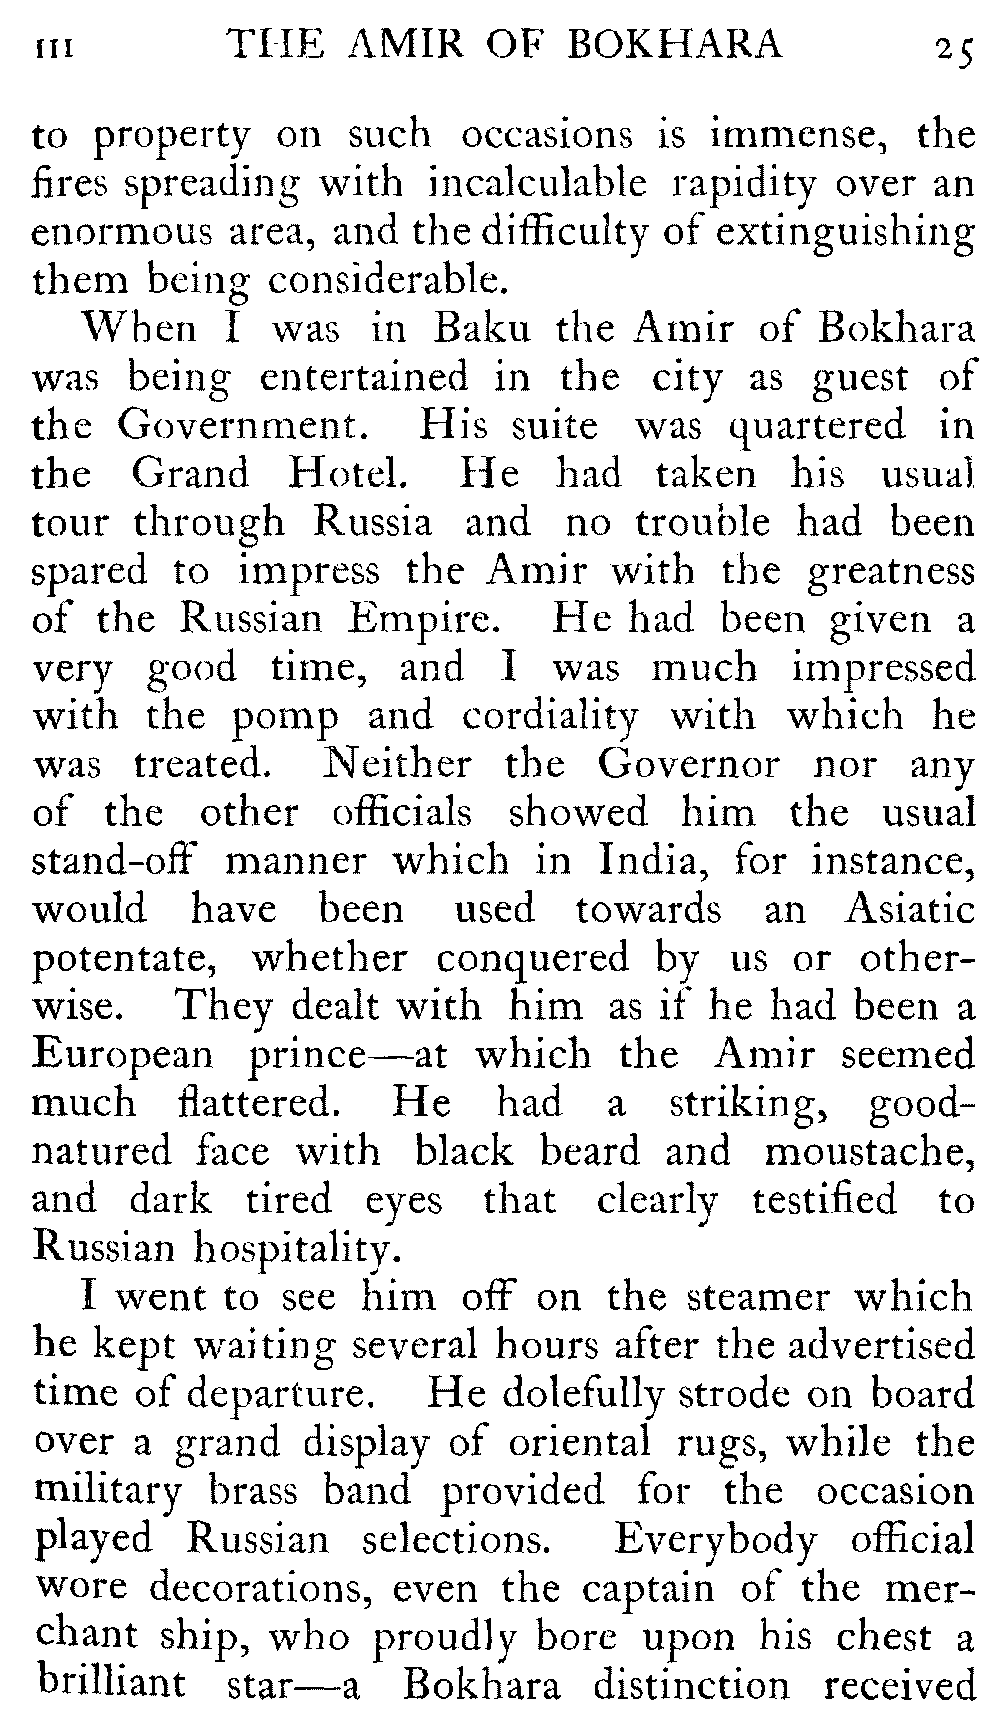 III THE AMIR OF BOKHARA 25
to property on such occasions is immense, the
fires spreading with incalculable rapidity over an
enormous area, and the difficulty of extinguishing
them being considerable.
When I was in Baku the Amir of Bokhara
was being entertained in the city as guest of
the Government. His suite was quartered in
the Grand Hotel. He had taken his usual
tour through Russia and no trouble had been
spared to impress the Amir with the greatness
of the Russian Empire. He had been given a
very good time, and I was much impressed
with the pomp and cordiality with which he
was treated. Neither the Governor nor any
of the other officials showed him the usual
stand-off manner which in India, for instance,
would have been used towards an Asiatic
potentate, whether conquered by us or other-
wise. They dealt with him as if he had been a
European prince—at which the Amir seemed
much flattered. He had a striking, good-
natured face with black beard and moustache,
and dark tired eyes that clearly testified to
Russian hospitality.
I went to see him off on the steamer which
he kept waiting several hours after the advertised
time of departure. He dolefully strode on board
over a grand display of oriental rugs, while the
military brass band provided for the occasion
played Russian selections. Everybody official
wore decorations, even the captain of the mer-
chant ship, who proudly bore upon his chest a
brilliant star—a Bokhara distinction received